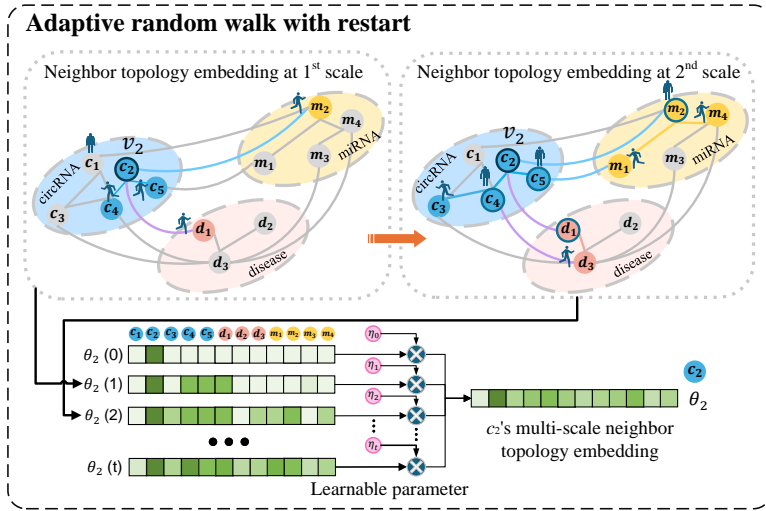 Adaptive random walk with restart
Neighbor topology embedding at 1st scale
Neighbor topology embedding at 2nd scale
circRNA
v2
c1
c2
c3
c4
c5
miRNA
m1
m2
m3
m4
disease
d1
d2
d3
circRNA
v2
c1
c2
c3
c4
c5
miRNA
m1
m2
m3
m4
disease
d1
d2
d3
c1 c2 c3 c4 c5 d1 d2 d3 m1 m2 m3 m4
θ2 (0)
θ2 (1)
θ2 (2)
θ2 (t)
η0
η1
η2
ηt
Learnable parameter
c2
θ2
c2's multi-scale neighbor
topology embedding